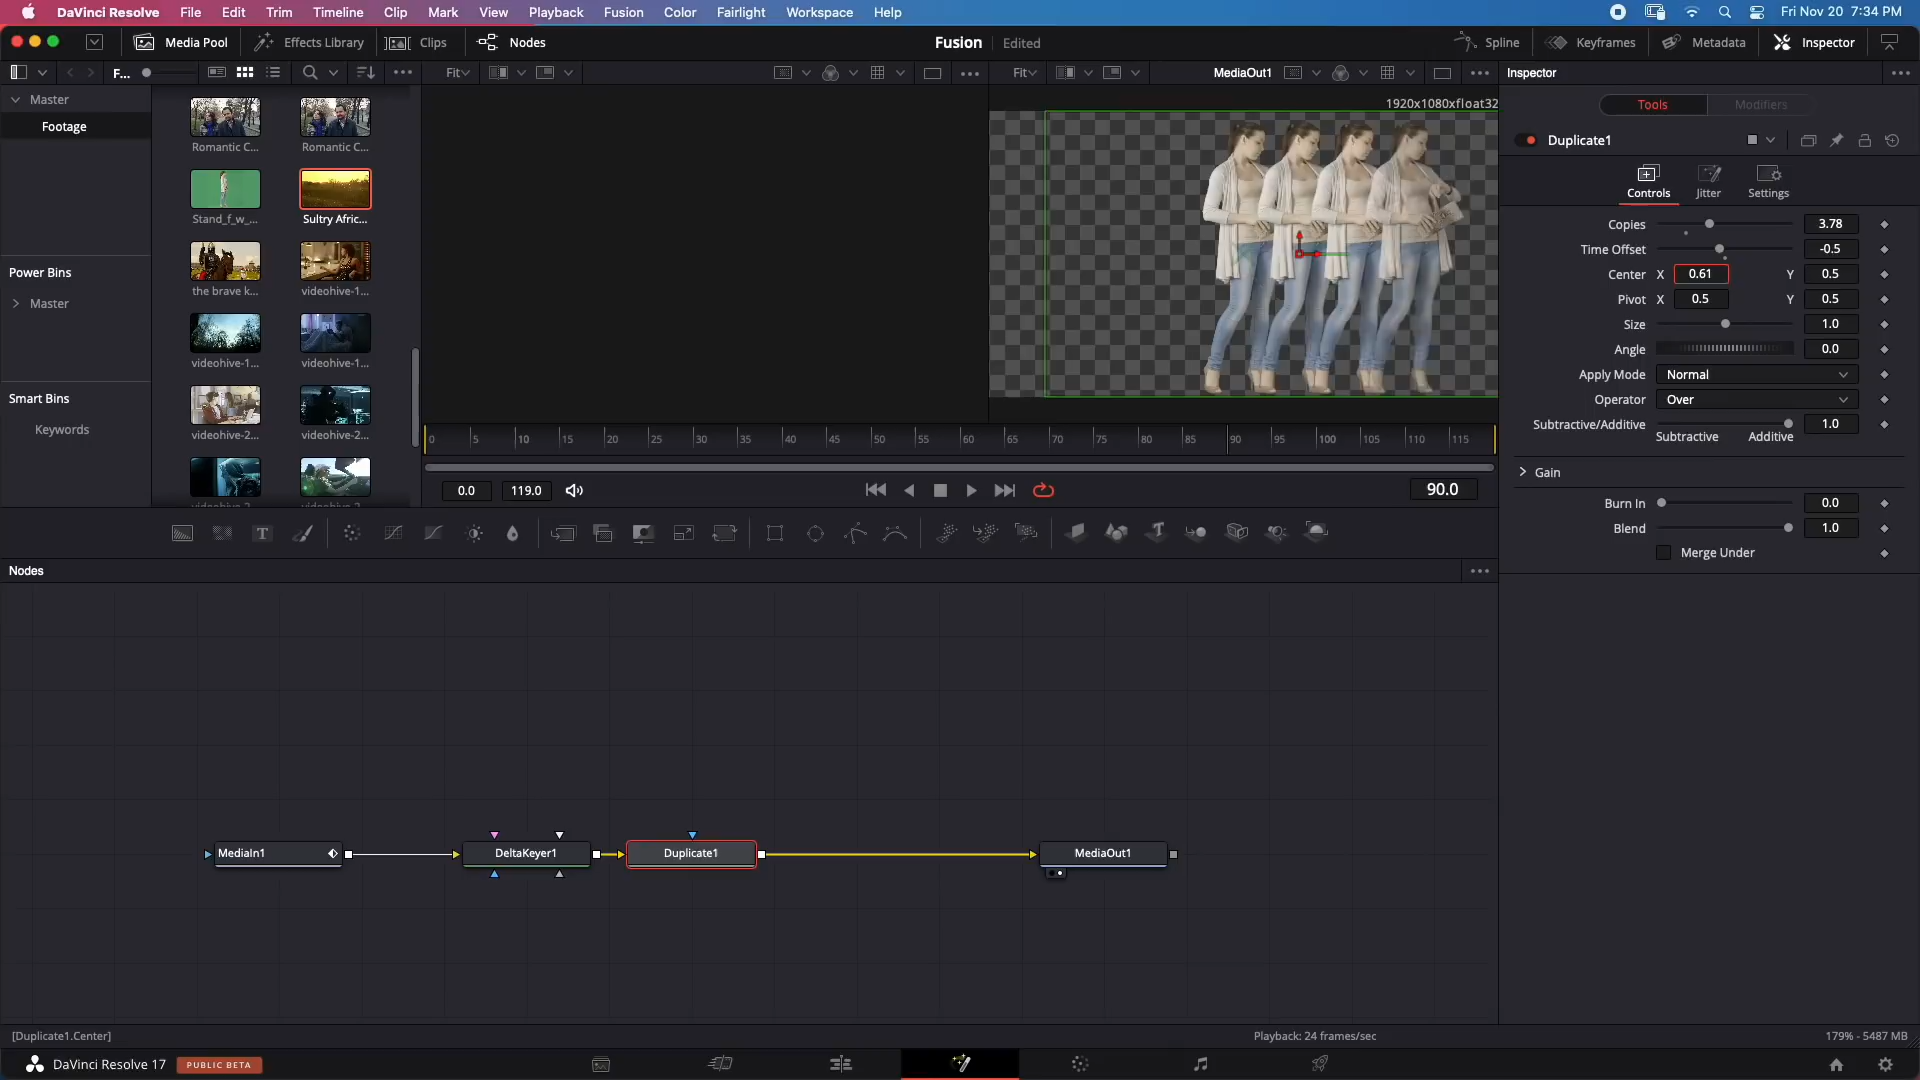 DaVinci Resolve File Edit Trim Timeline Clip Mark View Playback Fusion Color Fairlight Workspace Help Fri Nov 20 7:34 PM
Media Pool Effects Library Clips Nodes Fusion Edited Spline Keyframes Metadata Inspector
F... Fit Fit MediaOut1 Inspector
Master
Footage
Power Bins
Master
Smart Bins
Keywords
Romantic C... Romantic C...
Stand_f_w_... Sultry Afric...
the brave k... videohive-1...
videohive-1... videohive-1...
videohive-2... videohive-2...
1920x1080xfloat32
0 5 10 15 20 25 30 35 40 45 50 55 60 65 70 75 80 85 90 95 100 105 110 115
0.0 119.0 90.0
Tools Modifiers
Duplicate1
Controls Jitter Settings
Copies 3.78
Time Offset -0.5
Center X 0.61 Y 0.5
Pivot X 0.5 Y 0.5
Size 1.0
Angle 0.0
Apply Mode Normal
Operator Over
Subtractive/Additive 1.0
Subtractive Additive
Gain
Burn In 0.0
Blend 1.0
Merge Under
Nodes
MediaIn1 DeltaKeyer1 Duplicate1 MediaOut1
[Duplicate1.Center] Playback: 24 frames/sec 179% - 5487 MB
DaVinci Resolve 17 PUBLIC BETA